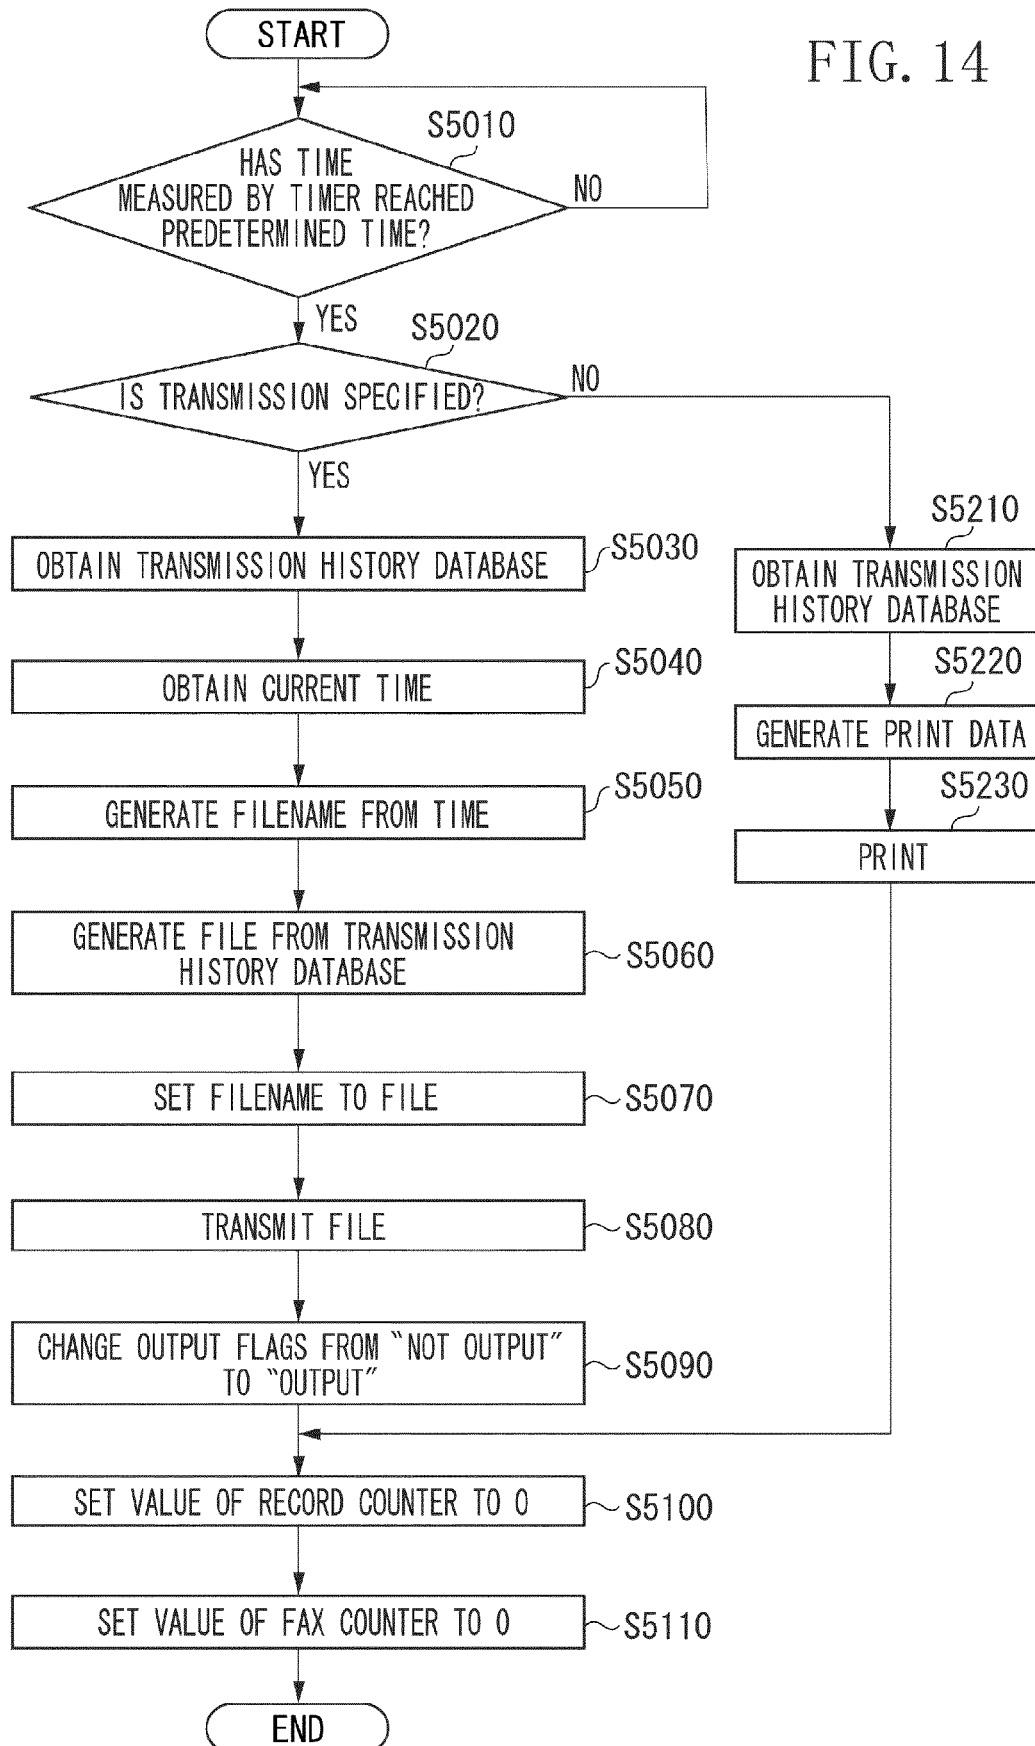 START
FIG. 14
S5010
HAS TIME
MEASURED BY TIMER REACHED
PREDETERMINED TIME?
NO
YES
S5020
IS TRANSMISSION SPECIFIED?
NO
YES
OBTAIN TRANSMISSION HISTORY DATABASE
S5030
OBTAIN CURRENT TIME
S5040
GENERATE FILENAME FROM TIME
S5050
GENERATE FILE FROM TRANSMISSION
HISTORY DATABASE
S5060
SET FILENAME TO FILE
S5070
TRANSMIT FILE
S5080
CHANGE OUTPUT FLAGS FROM “NOT OUTPUT”
TO “OUTPUT”
S5090
S5210
OBTAIN TRANSMISSION
HISTORY DATABASE
S5220
GENERATE PRINT DATA
S5230
PRINT
SET VALUE OF RECORD COUNTER TO 0
S5100
SET VALUE OF FAX COUNTER TO 0
S5110
END